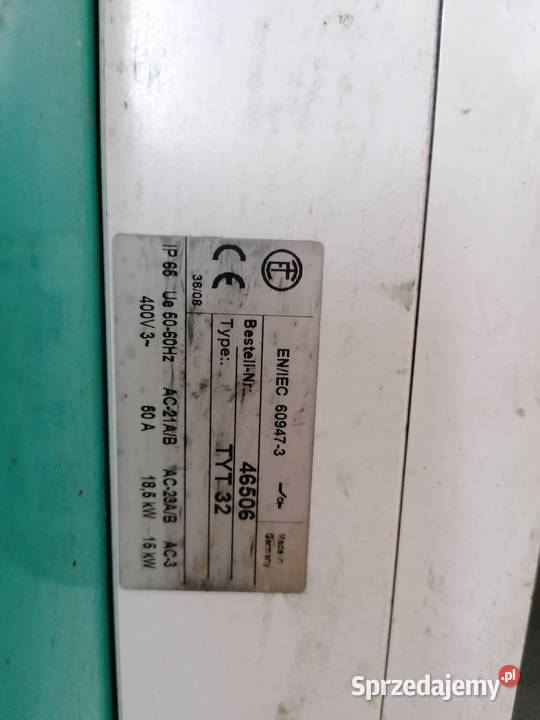 EN/IEC 60947-3
Made in
Germany
36/08
Bestell-Nr.: 46506
Type: TYT 32
IP 65 Ue 50-60Hz AC-21A/B AC-23A/B AC-3
400V 3~ 60 A 18,5 kW 15 kW
Sprzedajemy.pl